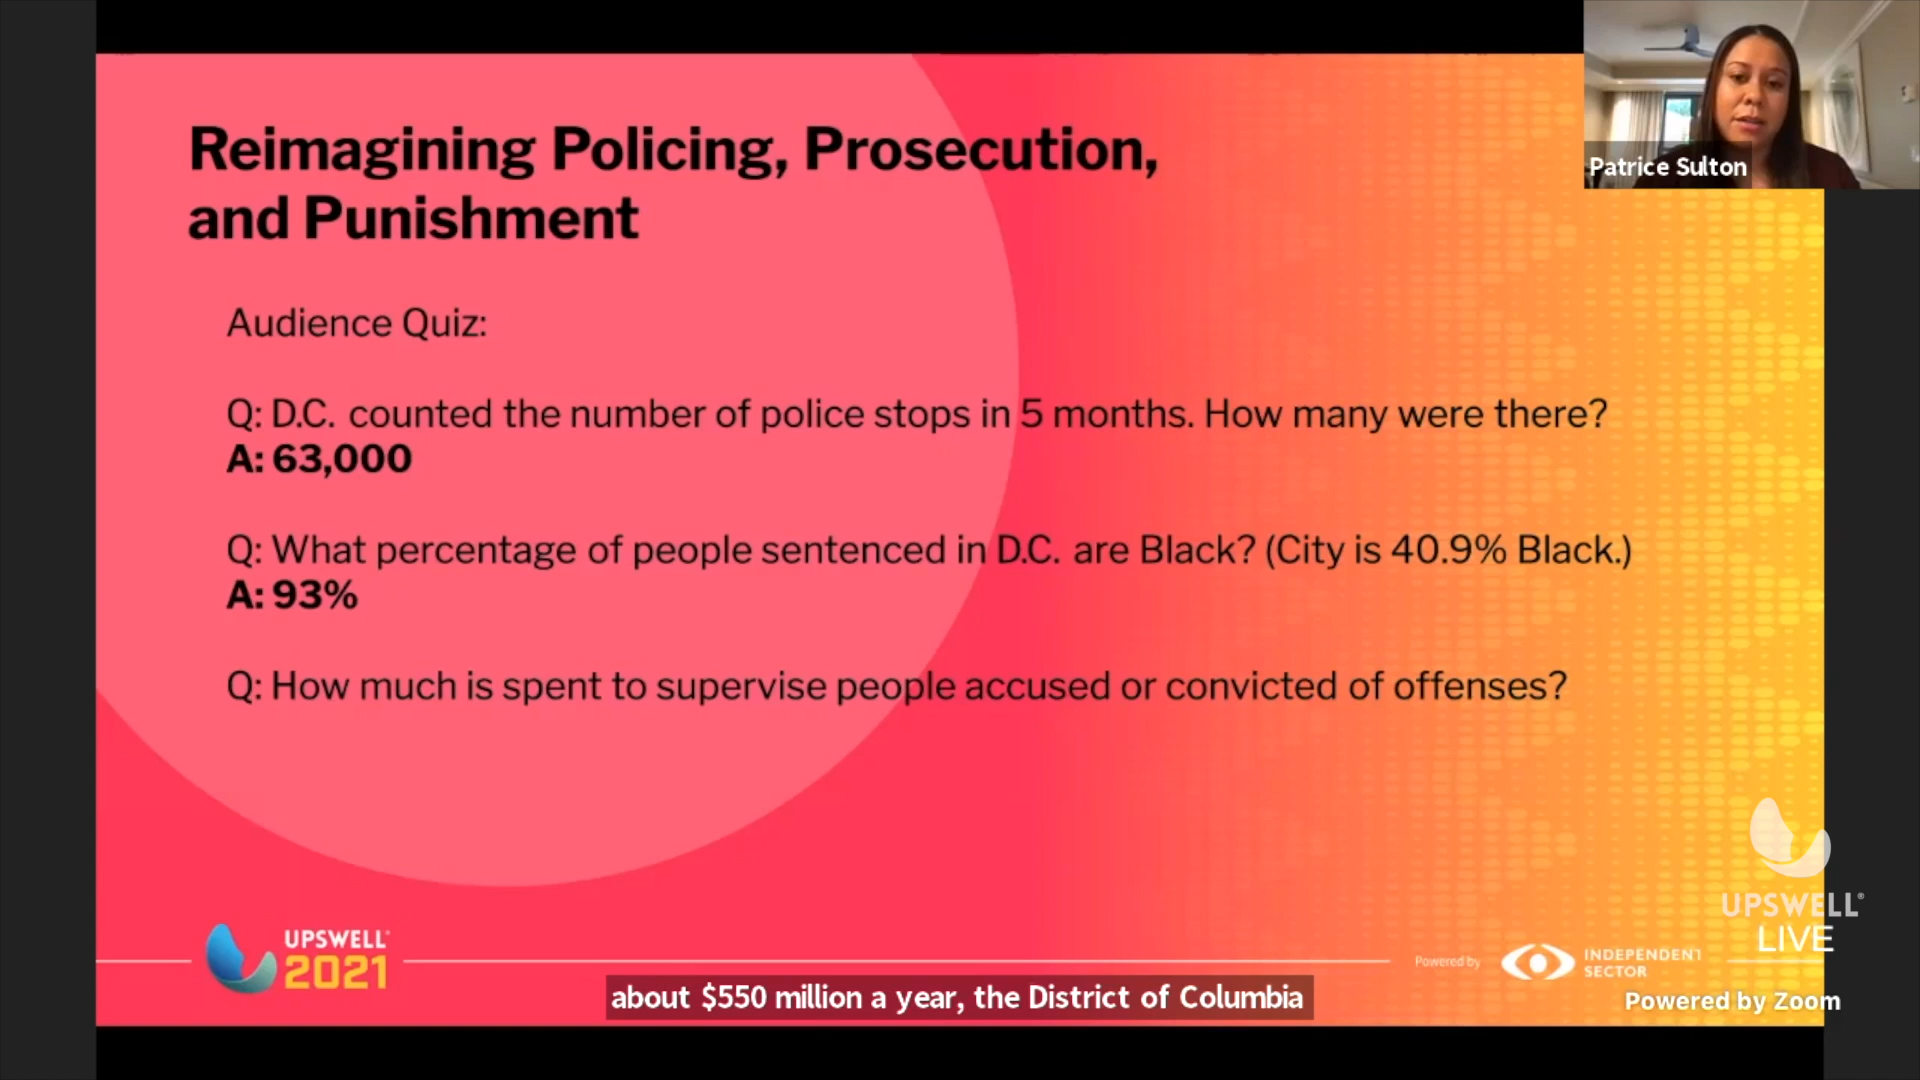 Patrice Sulton
Reimagining Policing, Prosecution,
and Punishment
Audience Quiz:
Q: D.C. counted the number of police stops in 5 months. How many were there?
A: 63,000
Q: What percentage of people sentenced in D.C. are Black? (City is 40.9% Black.)
A: 93%
Q: How much is spent to supervise people accused or convicted of offenses?
UPSWELL®
LIVE
UPSWELL
2021
Powered by
INDEPENDENT
SECTOR
about $550 million a year, the District of Columbia
Powered by Zoom